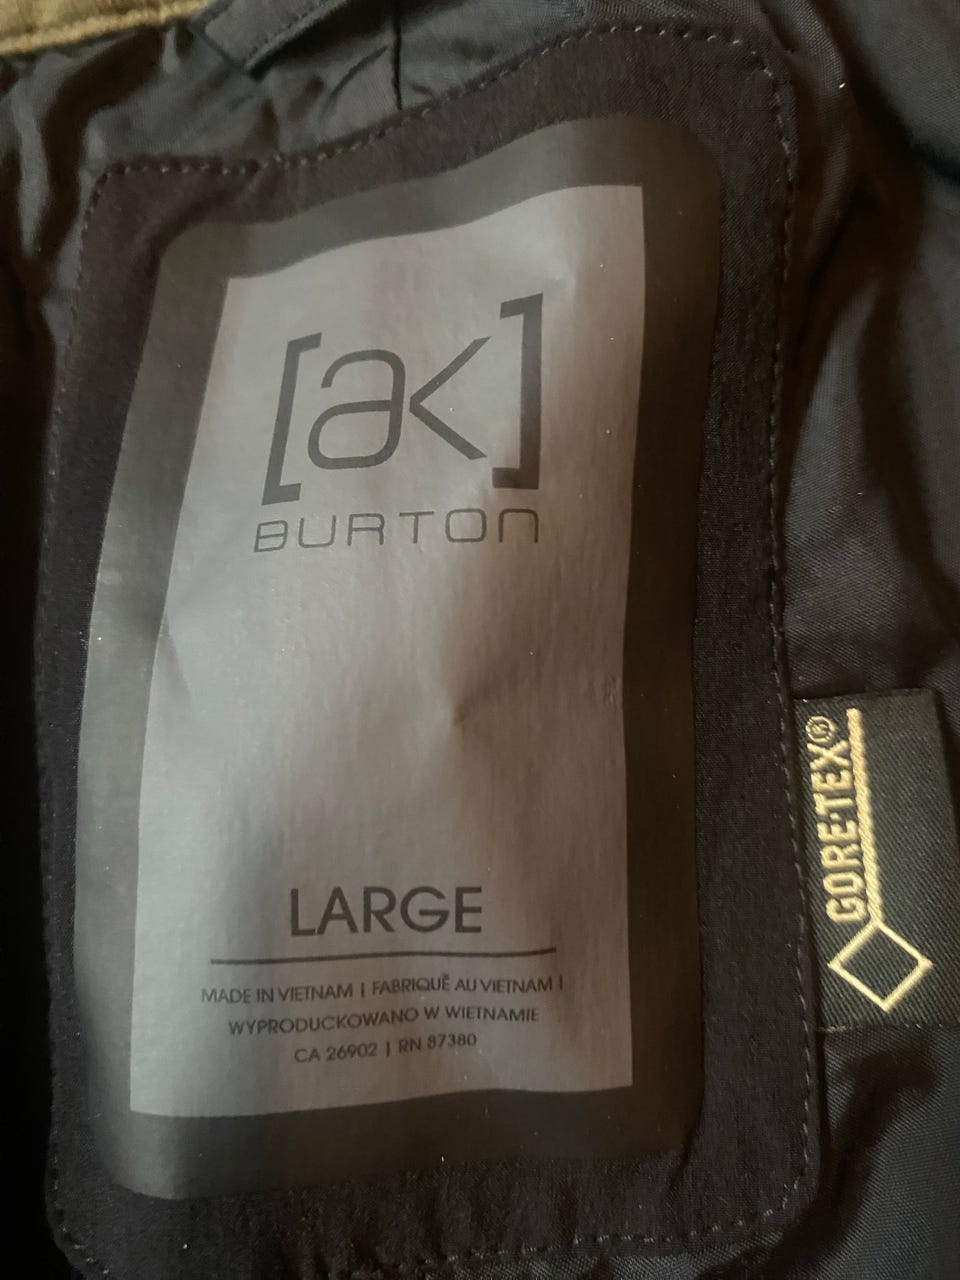 [ak]
BURTON
LARGE
MADE IN VIETNAM | FABRIQUÉ AU VIETNAM |
WYPRODUCKOWANO W WIETNAMIE
CA 26902 | RN 87380
GORE-TEX®